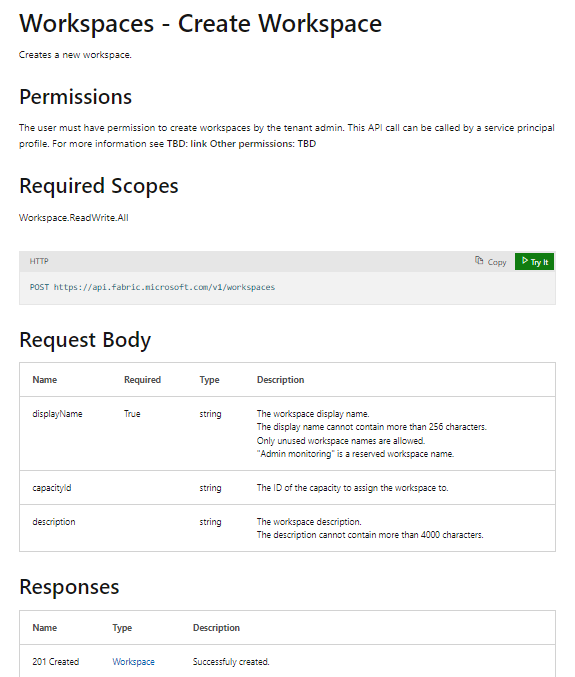 Workspaces - Create Workspace
Creates a new workspace.
Permissions
The user must have permission to create workspaces by the tenant admin. This API call can be called by a service principal
profile. For more information see TBD: link Other permissions: TBD
Required Scopes
Workspace.ReadWrite.All
HTTP Copy Try It
POST https://api.fabric.microsoft.com/v1/workspaces
Request Body
Name Required Type Description
displayName True string The workspace display name.
The display name cannot contain more than 256 characters.
Only unused workspace names are allowed.
"Admin monitoring" is a reserved workspace name.
capacityId string The ID of the capacity to assign the workspace to.
description string The workspace description.
The description cannot contain more than 4000 characters.
Responses
Name Type Description
201 Created Workspace Successfuly created.